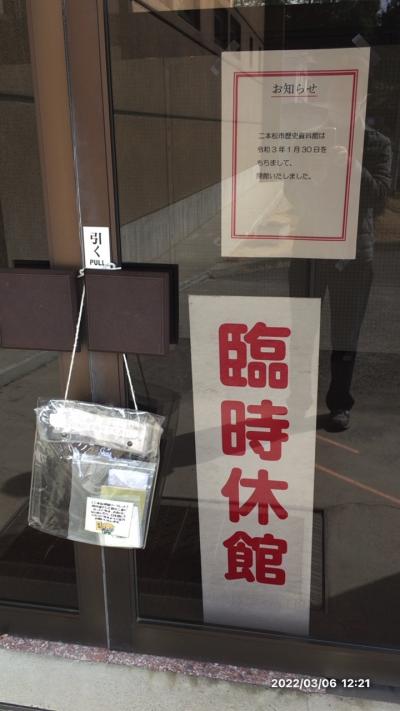 お知らせ
二本松市歴史資料館は
令和3年1月30日を
もちまして、
閉館いたしました。
引く
PULL
臨時休館
2022/03/06 12:21